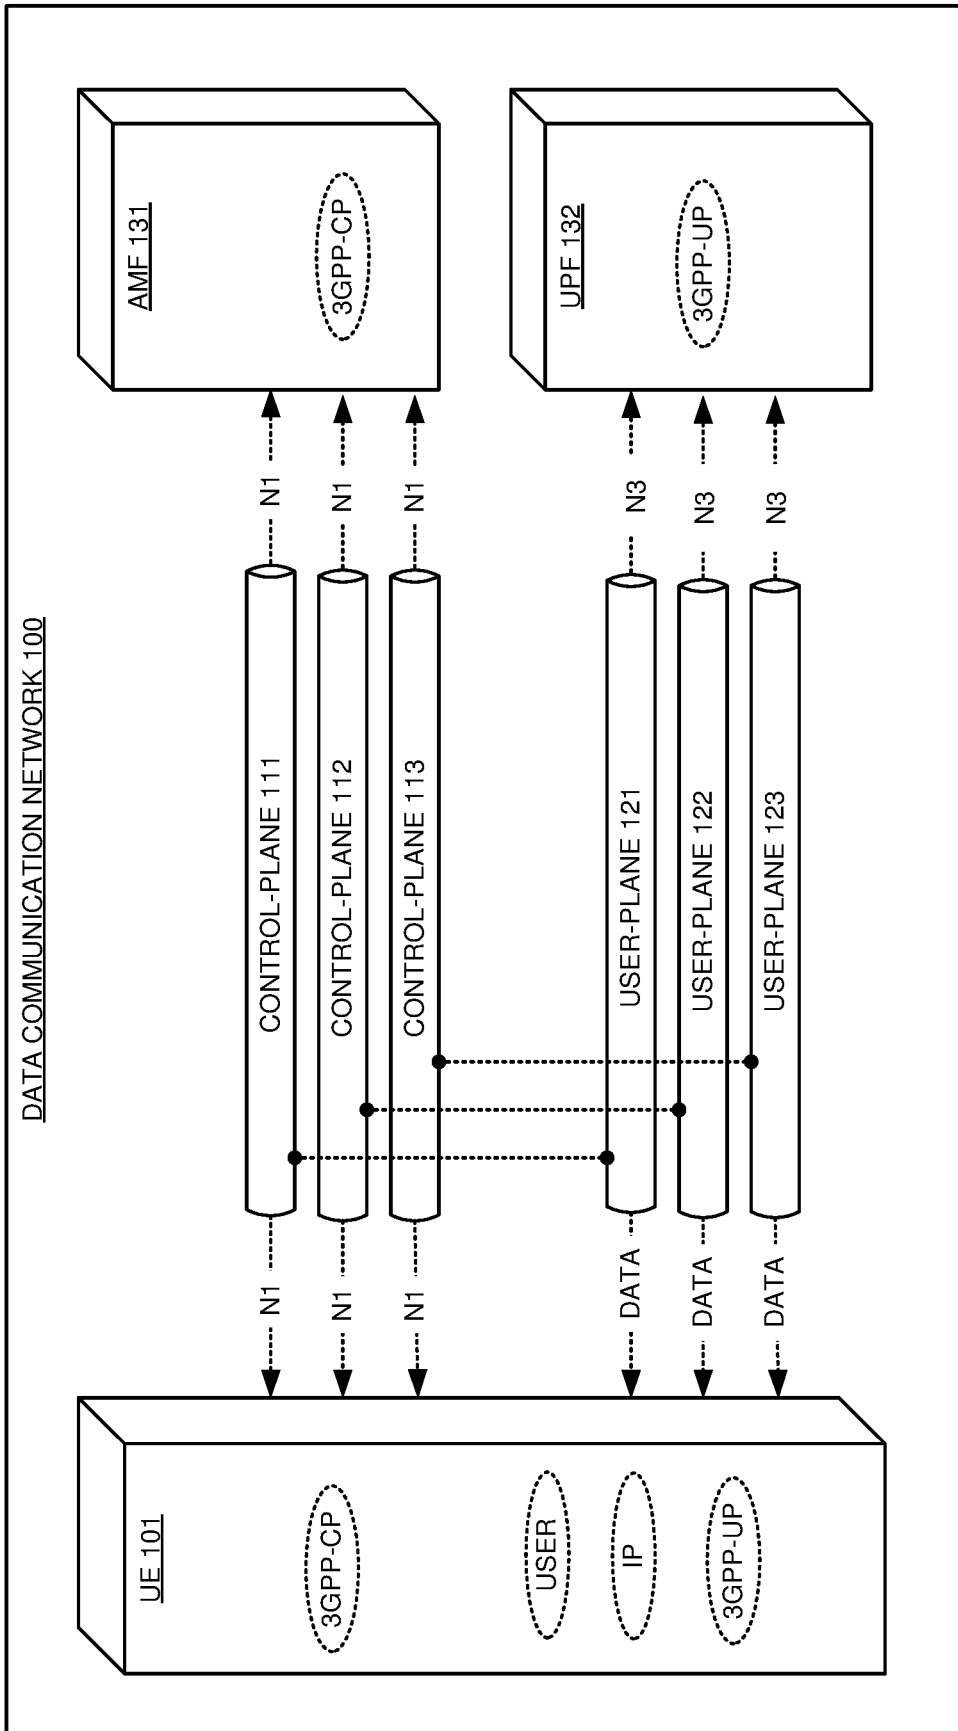 DATA COMMUNICATION NETWORK 100
UE 101
3GPP-CP
USER
IP
3GPP-UP
N1
CONTROL-PLANE 111
N1
N1
CONTROL-PLANE 112
N1
N1
CONTROL-PLANE 113
N1
DATA
USER-PLANE 121
N3
DATA
USER-PLANE 122
N3
DATA
USER-PLANE 123
N3
AMF 131
3GPP-CP
UPF 132
3GPP-UP